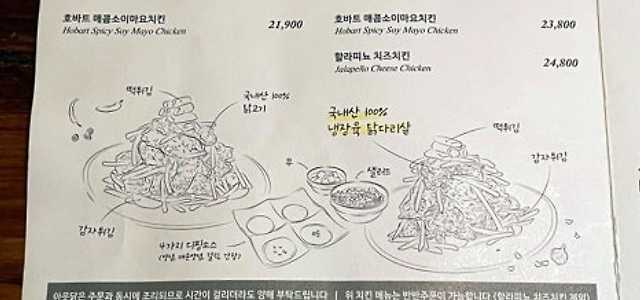 호바트 매콤소이마요치킨 21,900
Hobart Spicy Soy Mayo Chicken
호바트 매콤소이마요치킨 23,800
Hobart Spicy Soy Mayo Chicken
할라피뇨 치즈치킨 24,800
Jalapeño Cheese Chicken
떡튀김
국내산 100%
닭고기
감자튀김
국내산 100%
냉장육 닭다리살
떡튀김
감자튀김
무
샐러드
4가지 디핑소스
아웃닭은 주문과 동시에 조리되므로 시간이 걸리더라도 양해 부탁드립니다 | 위 치킨 메뉴는 반반주문이 가능합니다 (할라피뇨 치즈치킨 제외)